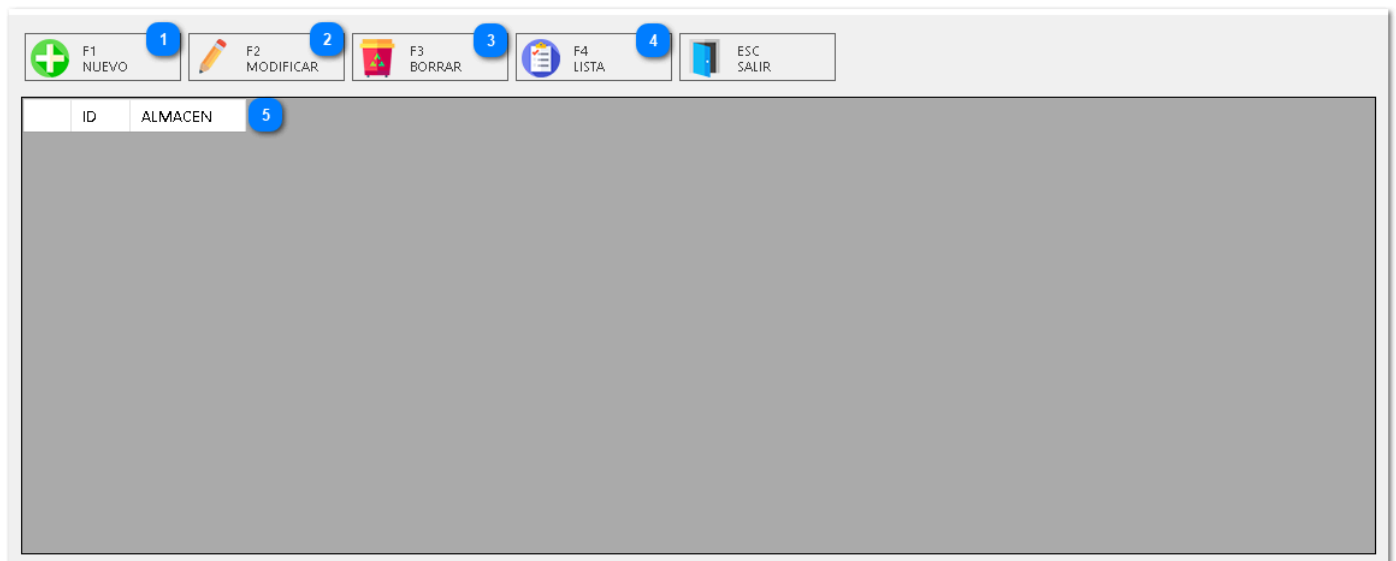 1
2
3
4
F1
NUEVO
F2
MODIFICAR
F3
BORRAR
F4
LISTA
ESC
SALIR
ID ALMACEN 5